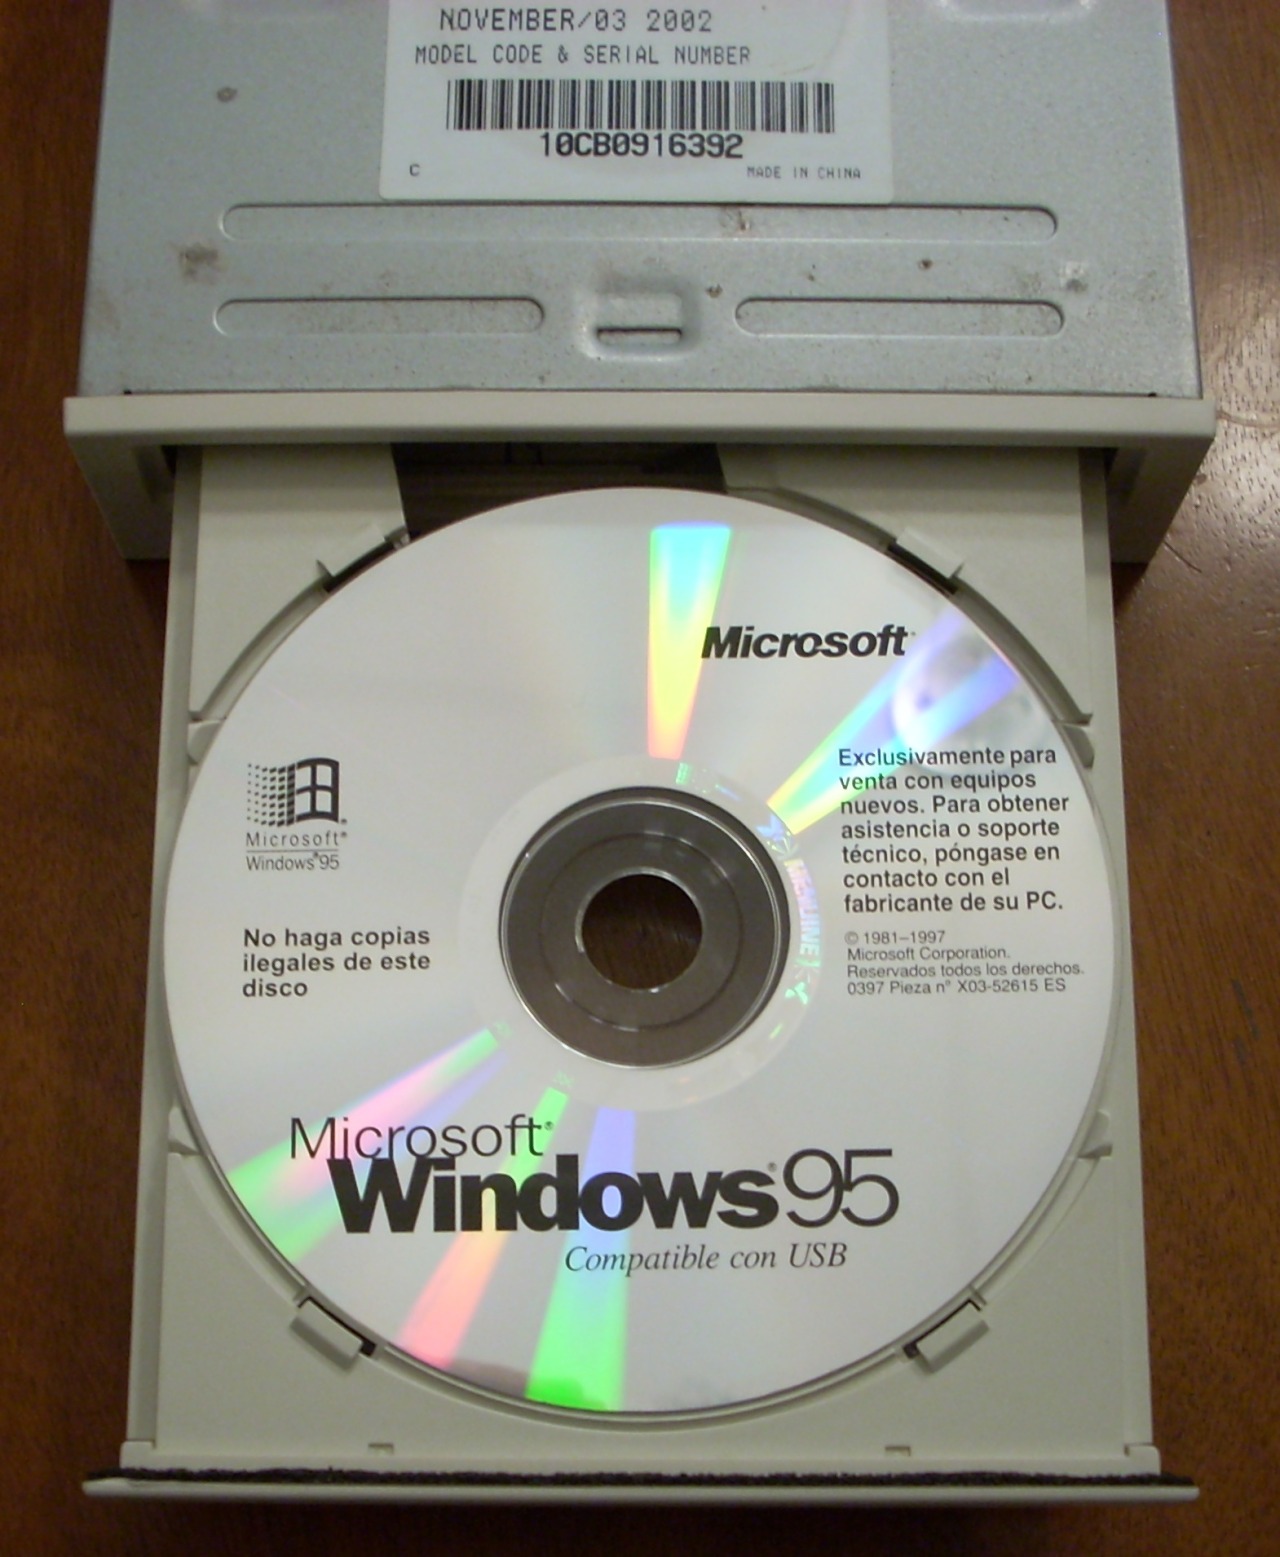 NOVEMBER/03 2002
MODEL CODE & SERIAL NUMBER
10CB0916392
C
MADE IN CHINA
Microsoft
Exclusivamente para
venta con equipos
nuevos. Para obtener
asistencia o soporte
técnico, póngase en
contacto con el
fabricante de su PC.
© 1981–1997
Microsoft Corporation.
Reservados todos los derechos.
0397 Pieza n° X03-52615 ES
Microsoft®
Windows®95
No haga copias
ilegales de este
disco
GENUINE
Microsoft®
Windows®95
Compatible con USB